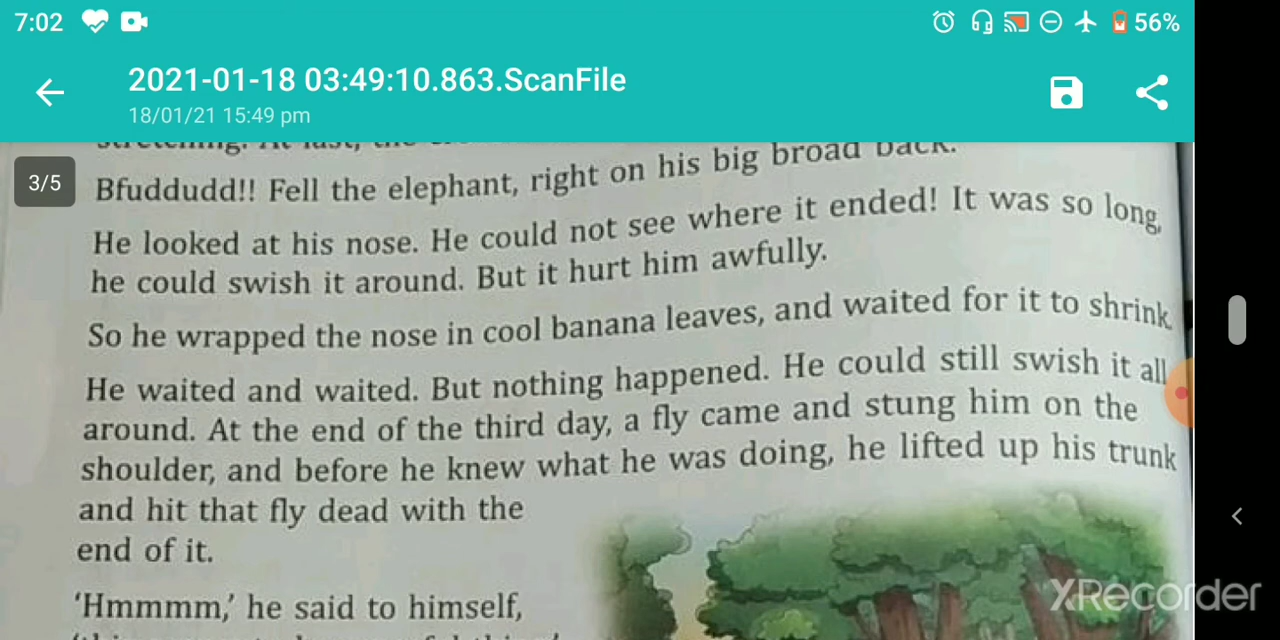 7:02
56%
2021-01-18 03:49:10.863.ScanFile
18/01/21 15:49 pm
3/5
stretching. At last, the
Bfuddudd!! Fell the elephant, right on his big broad back.
He looked at his nose. He could not see where it ended! It was so long,
he could swish it around. But it hurt him awfully.
So he wrapped the nose in cool banana leaves, and waited for it to shrink.
He waited and waited. But nothing happened. He could still swish it all
around. At the end of the third day, a fly came and stung him on the
shoulder, and before he knew what he was doing, he lifted up his trunk
and hit that fly dead with the
end of it.
'Hmmmm,' he said to himself,
XRecorder